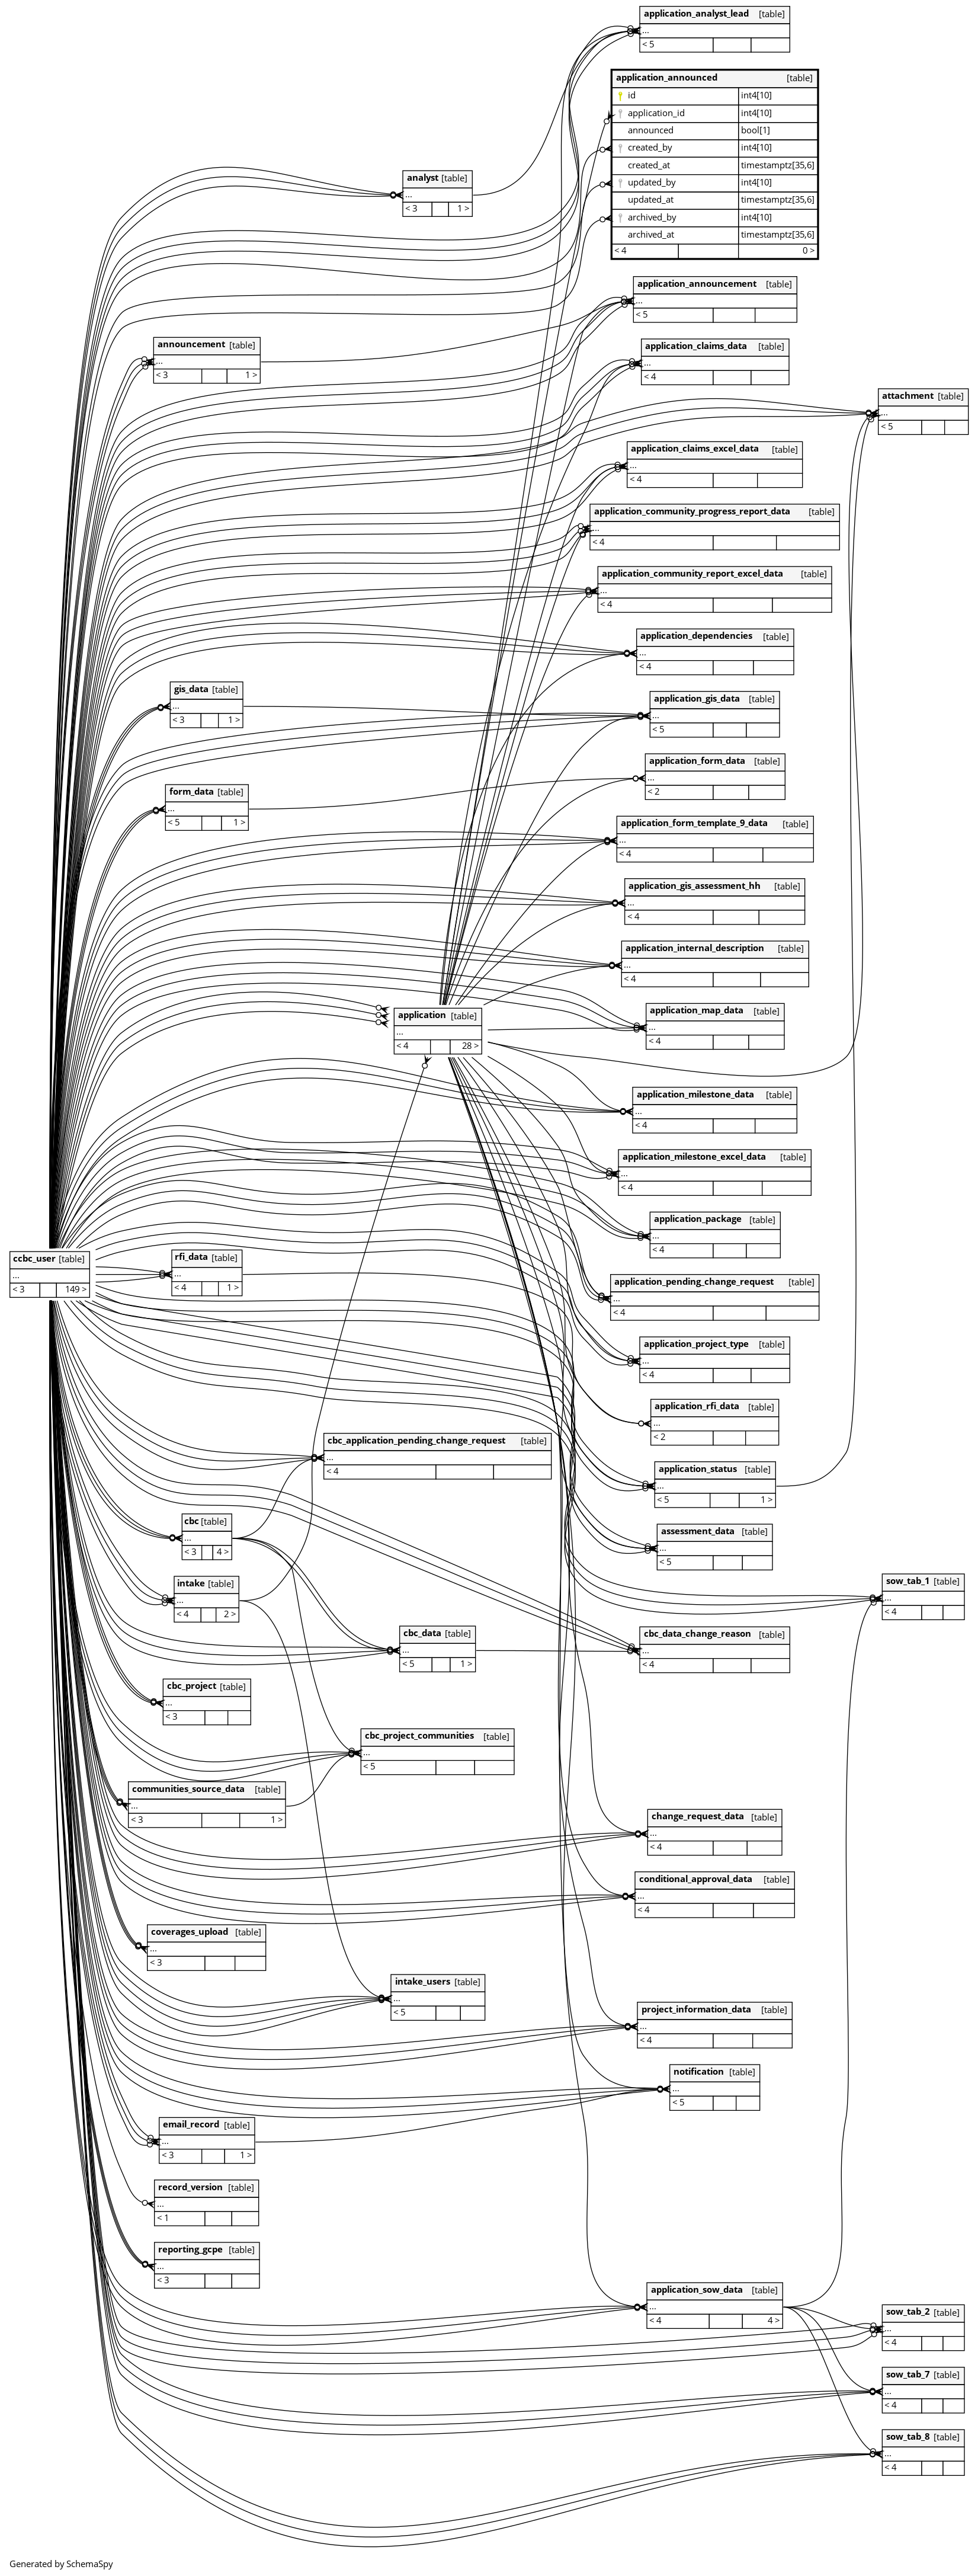 application_analyst_lead [table]
...
< 5
application_announced [table]
id int4[10]
application_id int4[10]
announced bool[1]
created_by int4[10]
created_at timestamptz[35,6]
updated_by int4[10]
updated_at timestamptz[35,6]
archived_by int4[10]
archived_at timestamptz[35,6]
< 4 0 >
analyst [table]
...
< 3 1 >
application_announcement [table]
...
< 5
announcement [table]
...
< 3 1 >
application_claims_data [table]
...
< 4
attachment [table]
...
< 5
application_claims_excel_data [table]
...
< 4
application_community_progress_report_data [table]
...
< 4
application_community_report_excel_data [table]
...
< 4
application_dependencies [table]
...
< 4
gis_data [table]
...
< 3 1 >
application_gis_data [table]
...
< 5
application_form_data [table]
...
< 2
form_data [table]
...
< 5 1 >
application_form_template_9_data [table]
...
< 4
application_gis_assessment_hh [table]
...
< 4
application_internal_description [table]
...
< 4
application [table]
...
< 4 28 >
application_map_data [table]
...
< 4
application_milestone_data [table]
...
< 4
application_milestone_excel_data [table]
...
< 4
application_package [table]
...
< 4
ccbc_user [table]
...
< 3 149 >
rfi_data [table]
...
< 4 1 >
application_pending_change_request [table]
...
< 4
application_project_type [table]
...
< 4
application_rfi_data [table]
...
< 2
cbc_application_pending_change_request [table]
...
< 4
application_status [table]
...
< 5 1 >
cbc [table]
...
< 3 4 >
assessment_data [table]
...
< 5
intake [table]
...
< 4 2 >
sow_tab_1 [table]
...
< 4
cbc_data [table]
...
< 5 1 >
cbc_data_change_reason [table]
...
< 4
cbc_project [table]
...
< 3
cbc_project_communities [table]
...
< 5
communities_source_data [table]
...
< 3 1 >
change_request_data [table]
...
< 4
conditional_approval_data [table]
...
< 4
coverages_upload [table]
...
< 3
intake_users [table]
...
< 5
project_information_data [table]
...
< 4
notification [table]
...
< 5
email_record [table]
...
< 3 1 >
record_version [table]
...
< 1
reporting_gcpe [table]
...
< 3
application_sow_data [table]
...
< 4 4 >
sow_tab_2 [table]
...
< 4
sow_tab_7 [table]
...
< 4
sow_tab_8 [table]
...
< 4
Generated by SchemaSpy